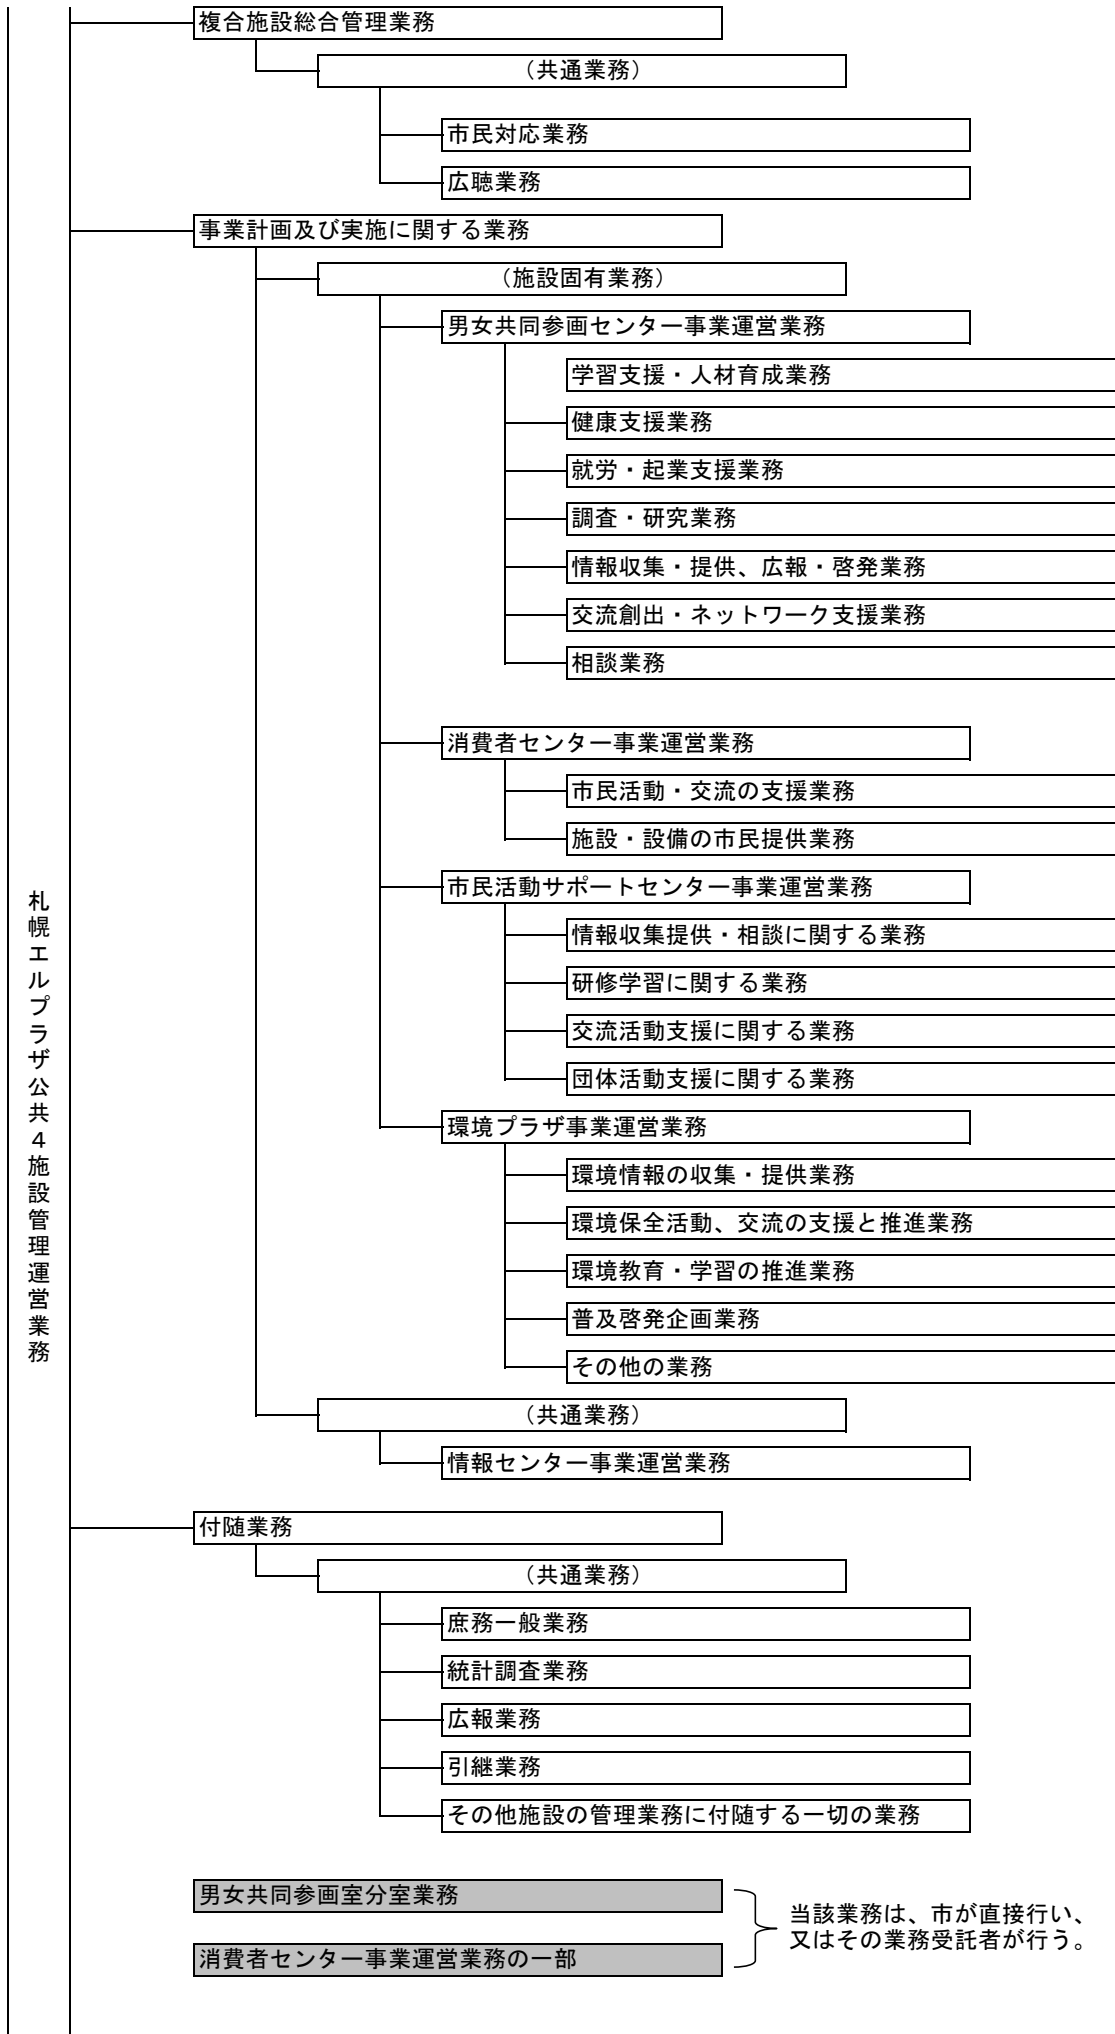 複合施設総合管理業務
（共通業務）
市民対応業務
広聴業務
事業計画及び実施に関する業務
（施設固有業務）
男女共同参画センター事業運営業務
学習支援・人材育成業務
健康支援業務
就労・起業支援業務
調査・研究業務
情報収集・提供、広報・啓発業務
交流創出・ネットワーク支援業務
相談業務
消費者センター事業運営業務
市民活動・交流の支援業務
施設・設備の市民提供業務
市民活動サポートセンター事業運営業務
情報収集提供・相談に関する業務
研修学習に関する業務
交流活動支援に関する業務
団体活動支援に関する業務
環境プラザ事業運営業務
環境情報の収集・提供業務
環境保全活動、交流の支援と推進業務
環境教育・学習の推進業務
普及啓発企画業務
その他の業務
（共通業務）
情報センター事業運営業務
付随業務
（共通業務）
庶務一般業務
統計調査業務
広報業務
引継業務
その他施設の管理業務に付随する一切の業務
男女共同参画室分室業務
消費者センター事業運営業務の一部
当該業務は、市が直接行い、
又はその業務受託者が行う。
札幌エルプラザ公共４施設管理運営業務